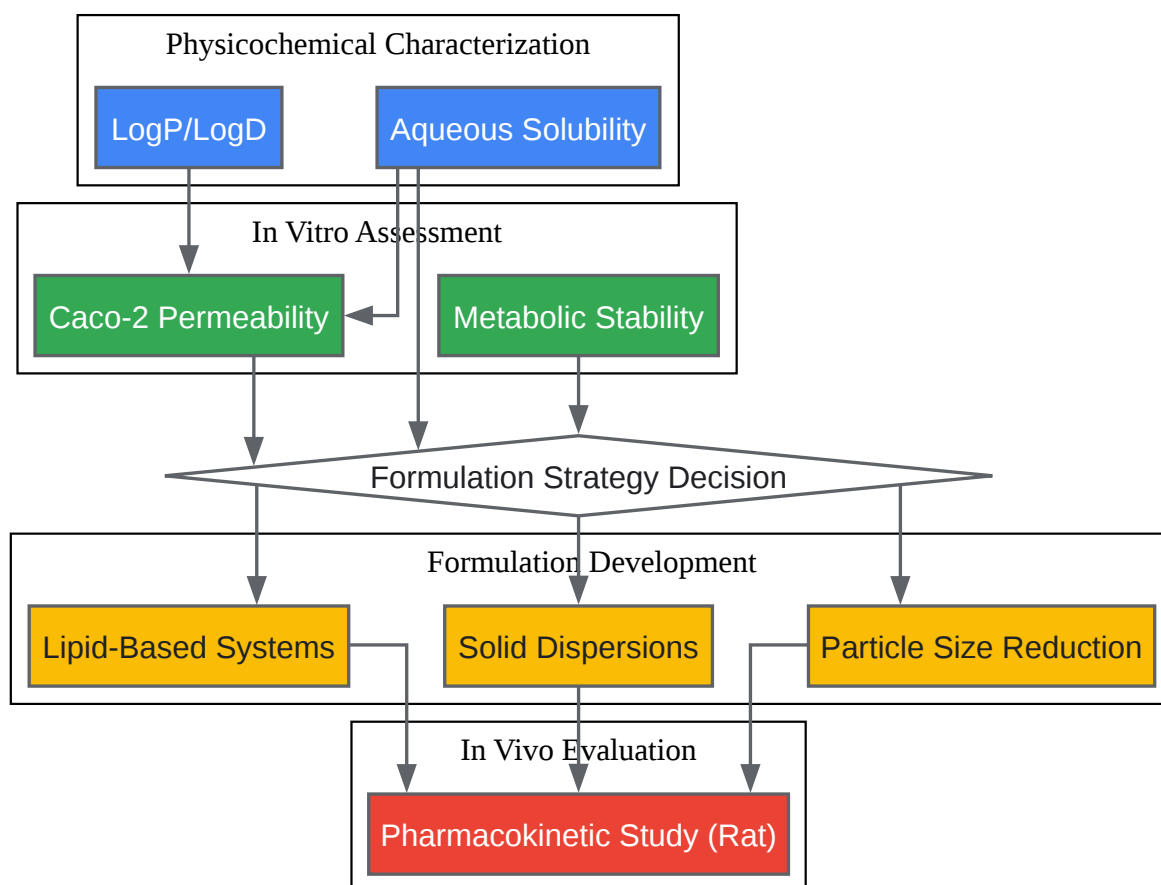 Physicochemical Characterization
LogP/LogD
Aqueous Solubility
In Vitro Assessment
Caco-2 Permeability
Metabolic Stability
Formulation Strategy Decision
Formulation Development
Lipid-Based Systems
Solid Dispersions
Particle Size Reduction
In Vivo Evaluation
Pharmacokinetic Study (Rat)